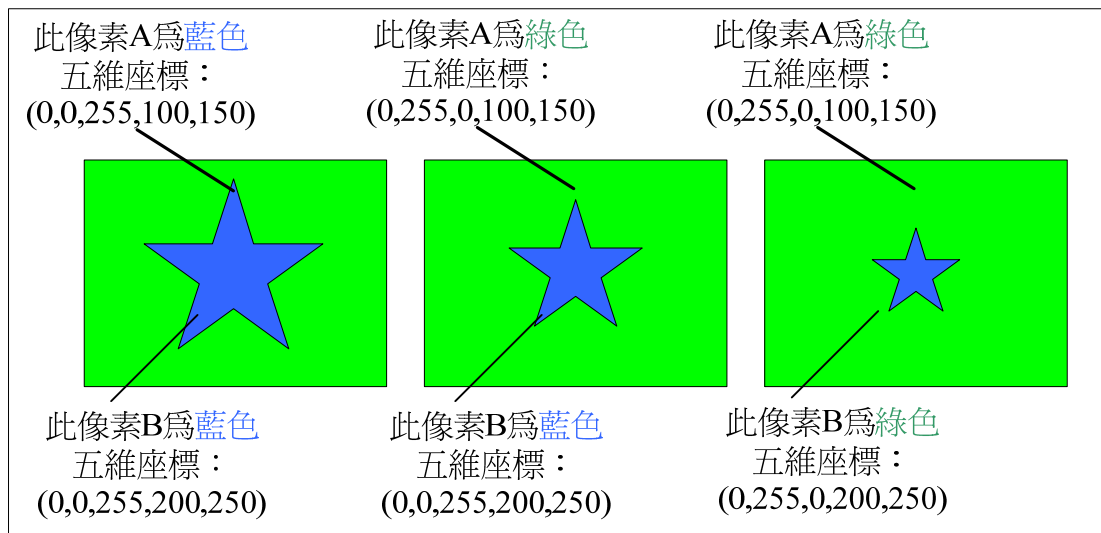 此像素A爲藍色
五維座標：
(0,0,255,100,150)
此像素A爲綠色
五維座標：
(0,255,0,100,150)
此像素A爲綠色
五維座標：
(0,255,0,100,150)
此像素B爲藍色
五維座標：
(0,0,255,200,250)
此像素B爲藍色
五維座標：
(0,0,255,200,250)
此像素B爲綠色
五維座標：
(0,255,0,200,250)